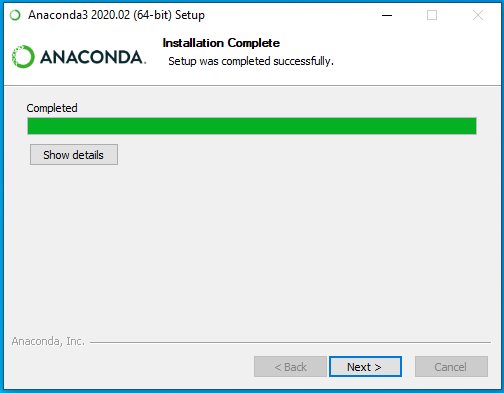 Anaconda3 2020.02 (64-bit) Setup
Installation Complete
Setup was completed successfully.
ANACONDA.
Completed
Show details
Anaconda, Inc.
< Back
Next >
Cancel